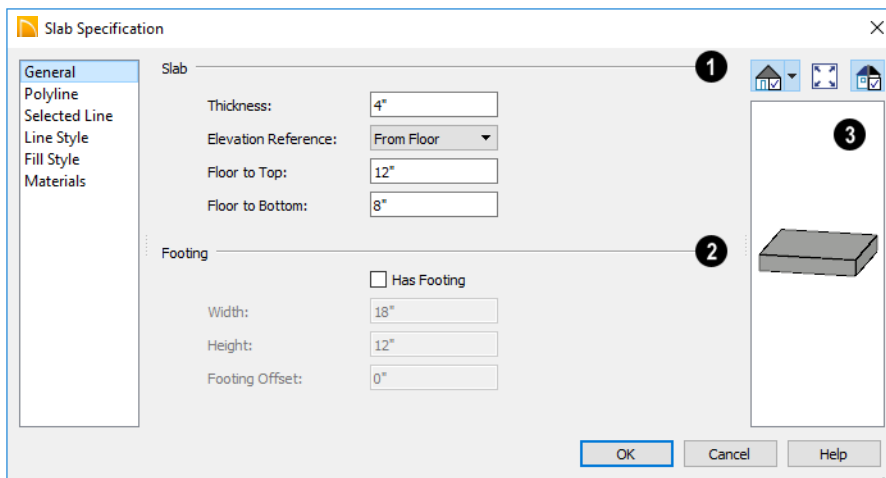 Slab Specification
General
Polyline
Selected Line
Line Style
Fill Style
Materials
Slab
1
Thickness: 4"
Elevation Reference: From Floor
Floor to Top: 12"
Floor to Bottom: 8"
Footing
2
Has Footing
Width: 18"
Height: 12"
Footing Offset: 0"
3
OK Cancel Help